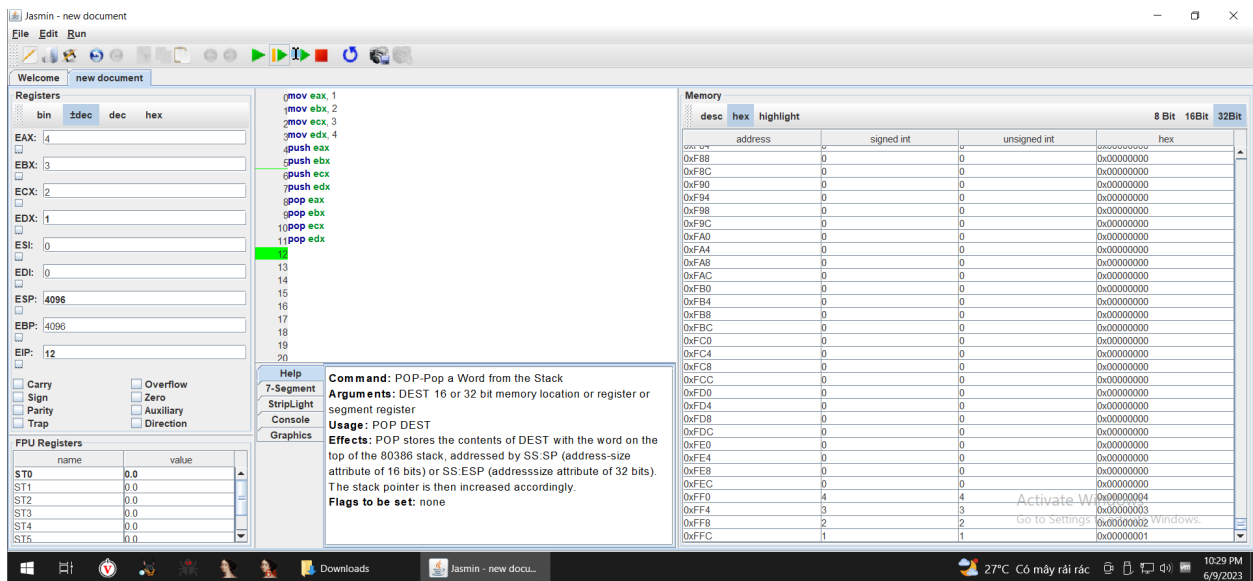 Jasmin - new document
File Edit Run
Welcome new document
Registers
bin ±dec dec hex
EAX: 4
EBX: 3
ECX: 2
EDX: 1
ESI: 0
EDI: 0
ESP: 4096
EBP: 4096
EIP: 12
Carry Overflow
Sign Zero
Parity Auxiliary
Trap Direction
FPU Registers
name value
ST0 0.0
ST1 0.0
ST2 0.0
ST3 0.0
ST4 0.0
ST5 0.0
0 mov eax, 1
1 mov ebx, 2
2 mov ecx, 3
3 mov edx, 4
4 push eax
5 push ebx
6 push ecx
7 push edx
8 pop eax
9 pop ebx
10 pop ecx
11 pop edx
12
13
14
15
16
17
18
19
20
Help
7-Segment
StripLight
Console
Graphics
Command: POP-Pop a Word from the Stack
Arguments: DEST 16 or 32 bit memory location or register or
segment register
Usage: POP DEST
Effects: POP stores the contents of DEST with the word on the
top of the 80386 stack, addressed by SS:SP (address-size
attribute of 16 bits) or SS:ESP (addresssize attribute of 32 bits).
The stack pointer is then increased accordingly.
Flags to be set: none
Memory
desc hex highlight 8 Bit 16Bit 32Bit
address signed int unsigned int hex
0xF84 0 0 0x00000000
0xF88 0 0 0x00000000
0xF8C 0 0 0x00000000
0xF90 0 0 0x00000000
0xF94 0 0 0x00000000
0xF98 0 0 0x00000000
0xF9C 0 0 0x00000000
0xFA0 0 0 0x00000000
0xFA4 0 0 0x00000000
0xFA8 0 0 0x00000000
0xFAC 0 0 0x00000000
0xFB0 0 0 0x00000000
0xFB4 0 0 0x00000000
0xFB8 0 0 0x00000000
0xFBC 0 0 0x00000000
0xFC0 0 0 0x00000000
0xFC4 0 0 0x00000000
0xFC8 0 0 0x00000000
0xFCC 0 0 0x00000000
0xFD0 0 0 0x00000000
0xFD4 0 0 0x00000000
0xFD8 0 0 0x00000000
0xFDC 0 0 0x00000000
0xFE0 0 0 0x00000000
0xFE4 0 0 0x00000000
0xFE8 0 0 0x00000000
0xFEC 0 0 0x00000000
0xFF0 4 4 0x00000004
0xFF4 3 3 0x00000003
0xFF8 2 2 0x00000002
0xFFC 1 1 0x00000001
Activate Windows
Go to Settings to activate Windows.
Downloads
Jasmin - new docu...
27°C Có mây rải rác
10:29 PM
6/9/2023